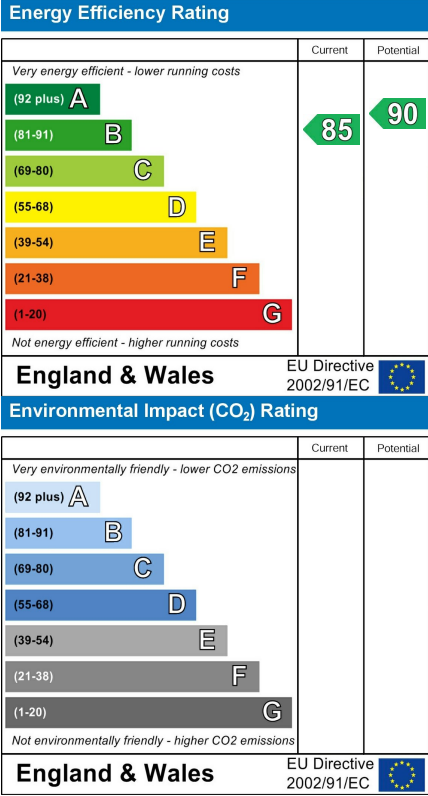 Energy Efficiency Rating
Current Potential
Very energy efficient - lower running costs
(92 plus) A
(81-91) B
(69-80) C
(55-68) D
(39-54) E
(21-38) F
(1-20) G
85
90
Not energy efficient - higher running costs
England & Wales
EU Directive
2002/91/EC
Environmental Impact (CO₂) Rating
Current Potential
Very environmentally friendly - lower CO2 emissions
(92 plus) A
(81-91) B
(69-80) C
(55-68) D
(39-54) E
(21-38) F
(1-20) G
Not environmentally friendly - higher CO2 emissions
England & Wales
EU Directive
2002/91/EC